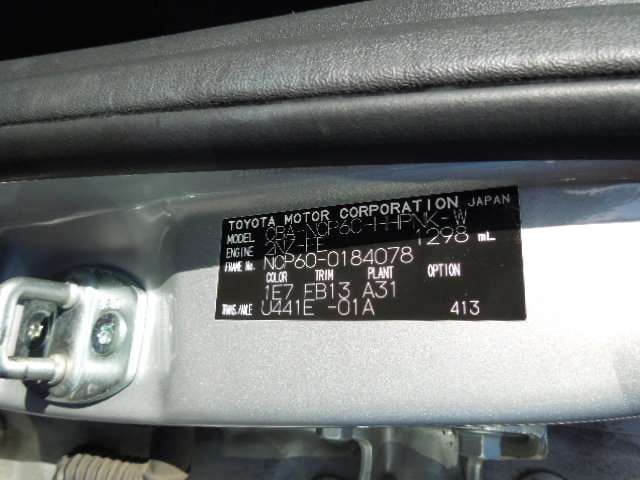 TOYOTA MOTOR CORPORATION JAPAN
MODEL CBA-NCP60-HHPNK-W
ENGINE 2NZ-FE 1298 mL
FRAME No. NCP60-0184078
COLOR TRIM PLANT OPTION
1E7 FB13 A31
TRANS./AXLE U441E -01A 413